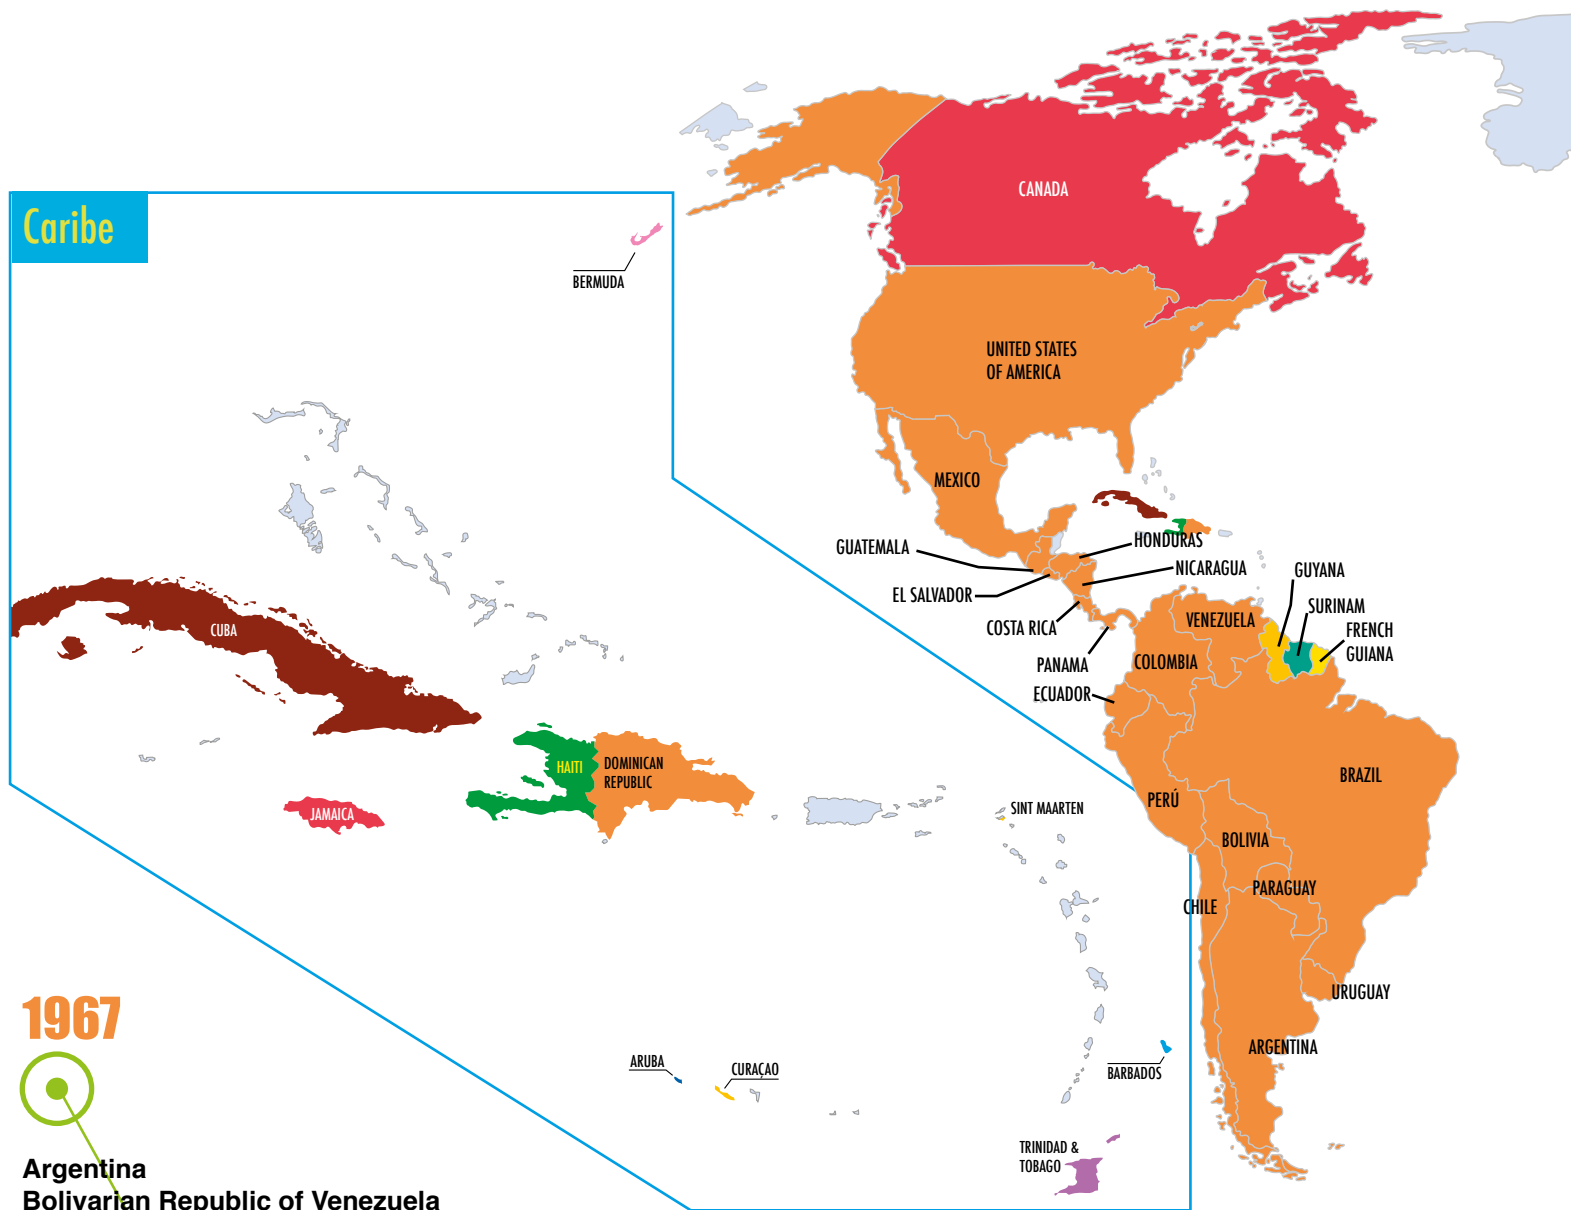 CANADA
Caribe
BERMUDA
UNITED STATES
OF AMERICA
MEXICO
GUATEMALA
HONDURAS
NICARAGUA
GUYANA
EL SALVADOR
SURINAM
COSTA RICA
VENEZUELA
FRENCH
GUIANA
CUBA
PANAMA
COLOMBIA
ECUADOR
HAITI
DOMINICAN
REPUBLIC
BRAZIL
JAMAICA
SINT MAARTEN
PERÚ
BOLIVIA
PARAGUAY
CHILE
URUGUAY
1967
ARGENTINA
ARUBA
CURAÇAO
BARBADOS
TRINIDAD &
TOBAGO
Argentina
Bolivarian Republic of Venezuela